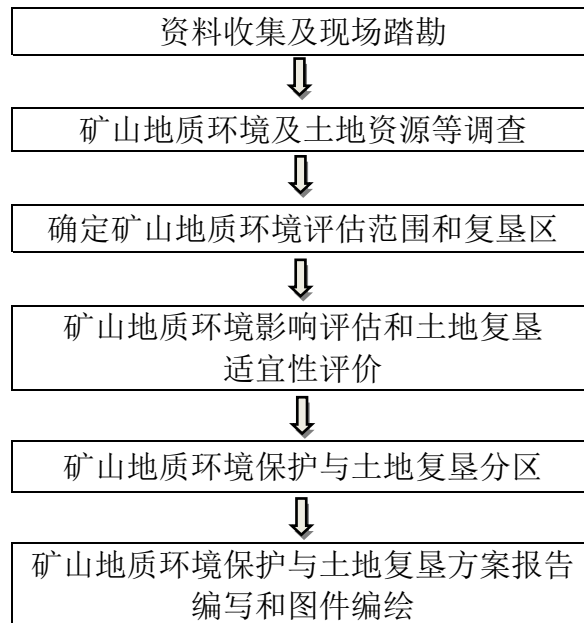 资料收集及现场踏勘
矿山地质环境及土地资源等调查
确定矿山地质环境评估范围和复垦区
矿山地质环境影响评估和土地复垦
适宜性评价
矿山地质环境保护与土地复垦分区
矿山地质环境保护与土地复垦方案报告
编写和图件编绘